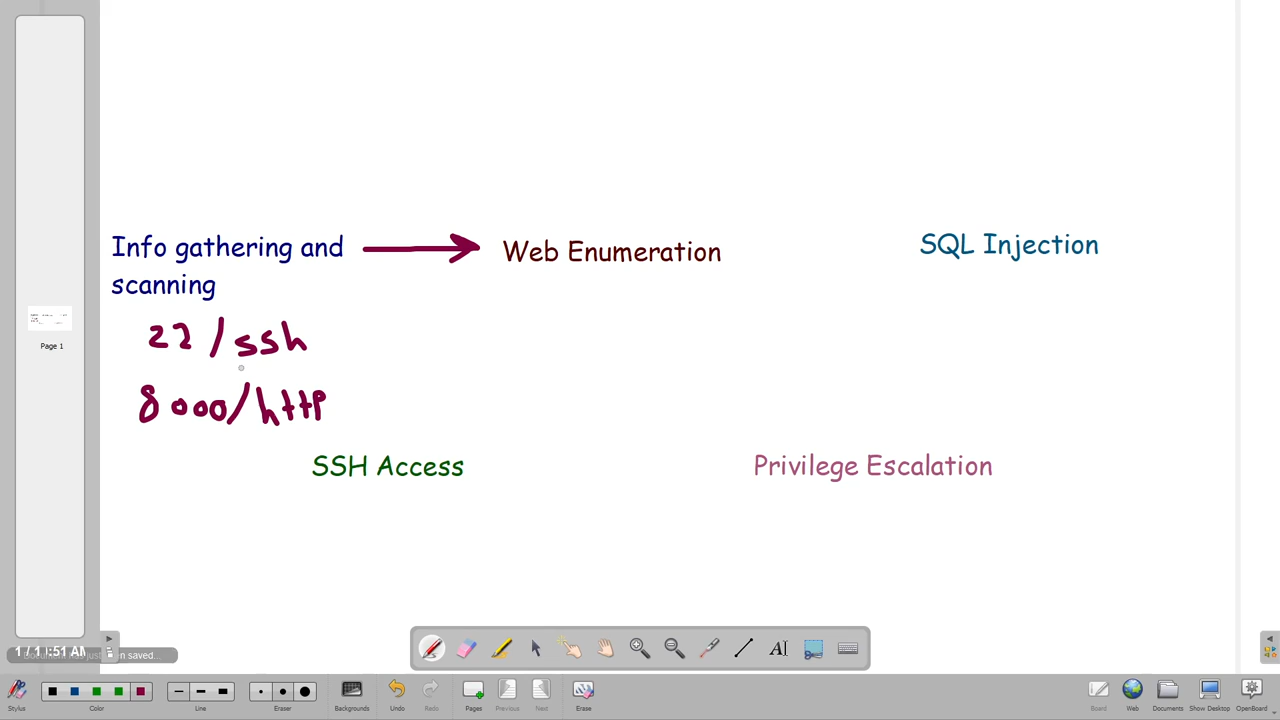 Info gathering and
scanning
Web Enumeration
SQL Injection
22/ssh
8000/http
SSH Access
Privilege Escalation
Page 1
saved...
Stylus
Color
Line
Eraser
Backgrounds
Undo
Redo
Pages
Previous
Next
Erase
Board
Web
Documents
Show Desktop
OpenBoard